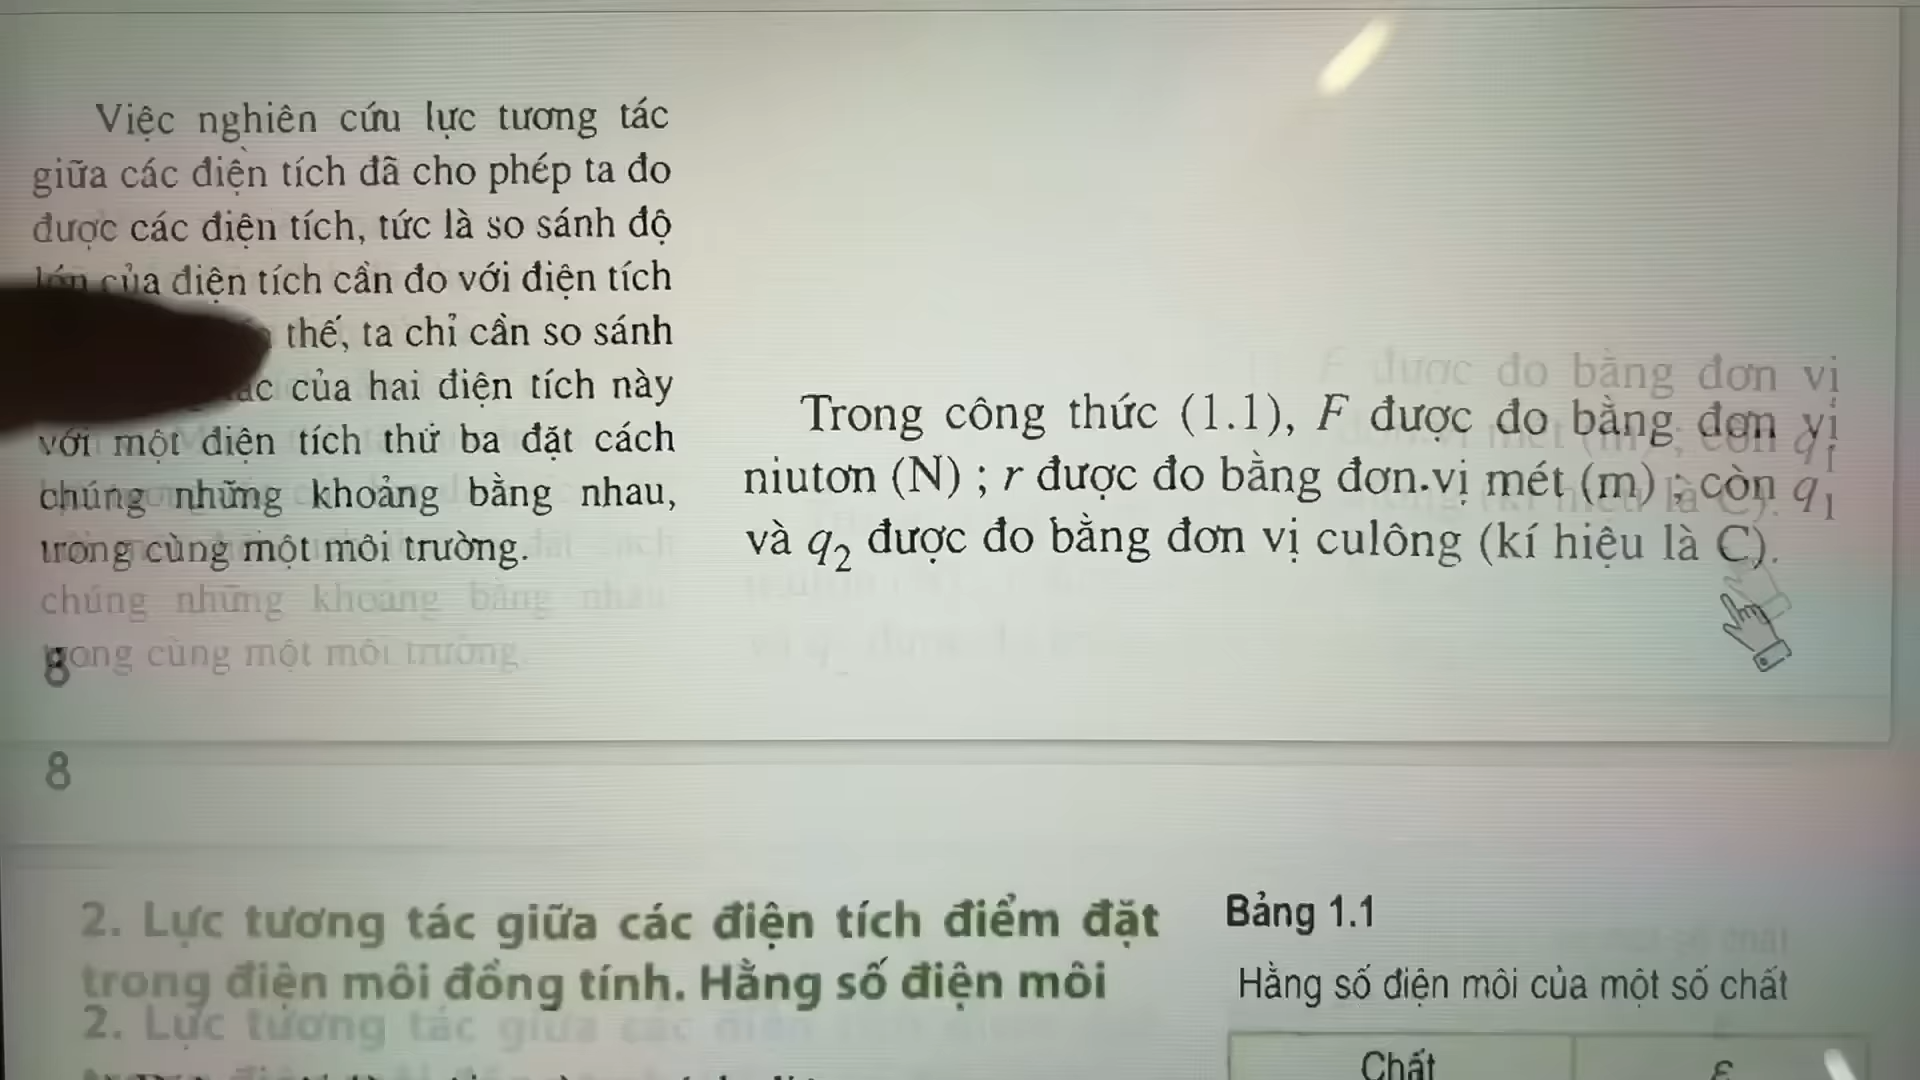 Việc nghiên cứu lực tương tác
giữa các điện tích đã cho phép ta đo
được các điện tích, tức là so sánh độ
lớn của điện tích cần đo với điện tích
thế, ta chỉ cần so sánh
của hai điện tích này
với một điện tích thứ ba đặt cách
chúng những khoảng bằng nhau,
trong cùng một môi trường.
8
Trong công thức (1.1), F được đo bằng đơn vị
niutơn (N) ; r được đo bằng đơn vị mét (m) ; còn q1
và q2 được đo bằng đơn vị culông (kí hiệu là C).
8
2. Lực tương tác giữa các điện tích điểm đặt
trong điện môi đồng tính. Hằng số điện môi
Bảng 1.1
Hằng số điện môi của một số chất
Chất
ε